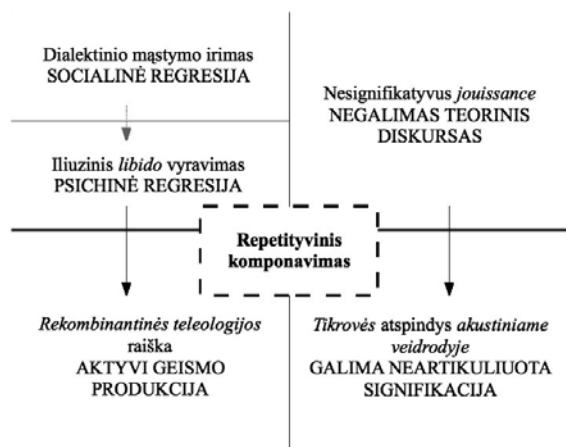 Dialektinio mąstymo irimas
SOCIALINĖ REGRESIJA
Iliuzinis libido vyravimas
PSICHINĖ REGRESIJA
Nesignifikatyvus jouissance
NEGALIMAS TEORINIS
DISKURSAS
Repetityvinis
komponavimas
Rekombinantinės teleologijos
raiška
AKTYVI GEISMO
PRODUKCIJA
Tikrovės atspindys akustiniame
veidrodyje
GALIMA NEARTIKULIUOTA
SIGNIFIKACIJA